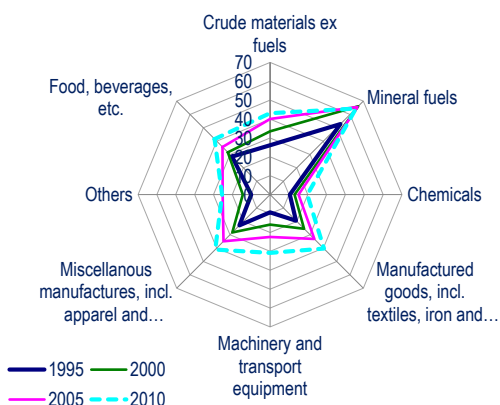 Crude materials ex
fuels
70
60
50
40
30
20
10
Food, beverages,
etc.
Mineral fuels
Others
Chemicals
Miscellanous
manufactures, incl.
apparel and…
Manufactured
goods, incl.
textiles, iron and…
Machinery and
transport
equipment
1995
2000
2005
2010